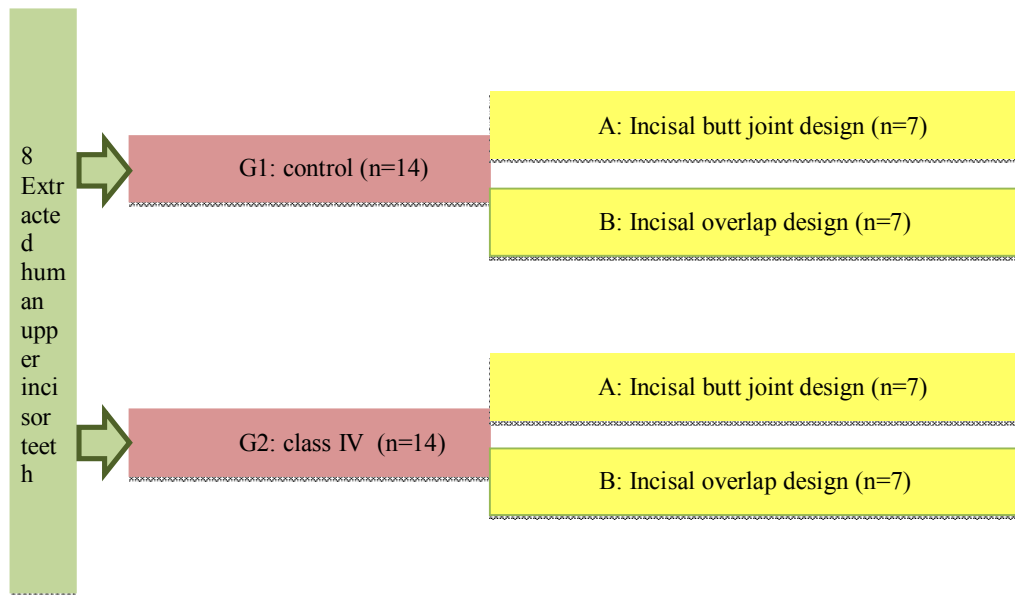 8
Extr
acte
d
hum
an
upp
er
inci
sor
teet
h
G1: control (n=14)
A: Incisal butt joint design (n=7)
B: Incisal overlap design (n=7)
G2: class IV (n=14)
A: Incisal butt joint design (n=7)
B: Incisal overlap design (n=7)